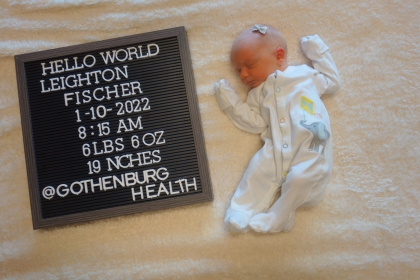 HELLO WORLD
LEIGHTON
FISCHER
1-10-2022
8:15 AM
6LBS 6OZ
19 NCHES
@GOTHENBURG
HEALTH